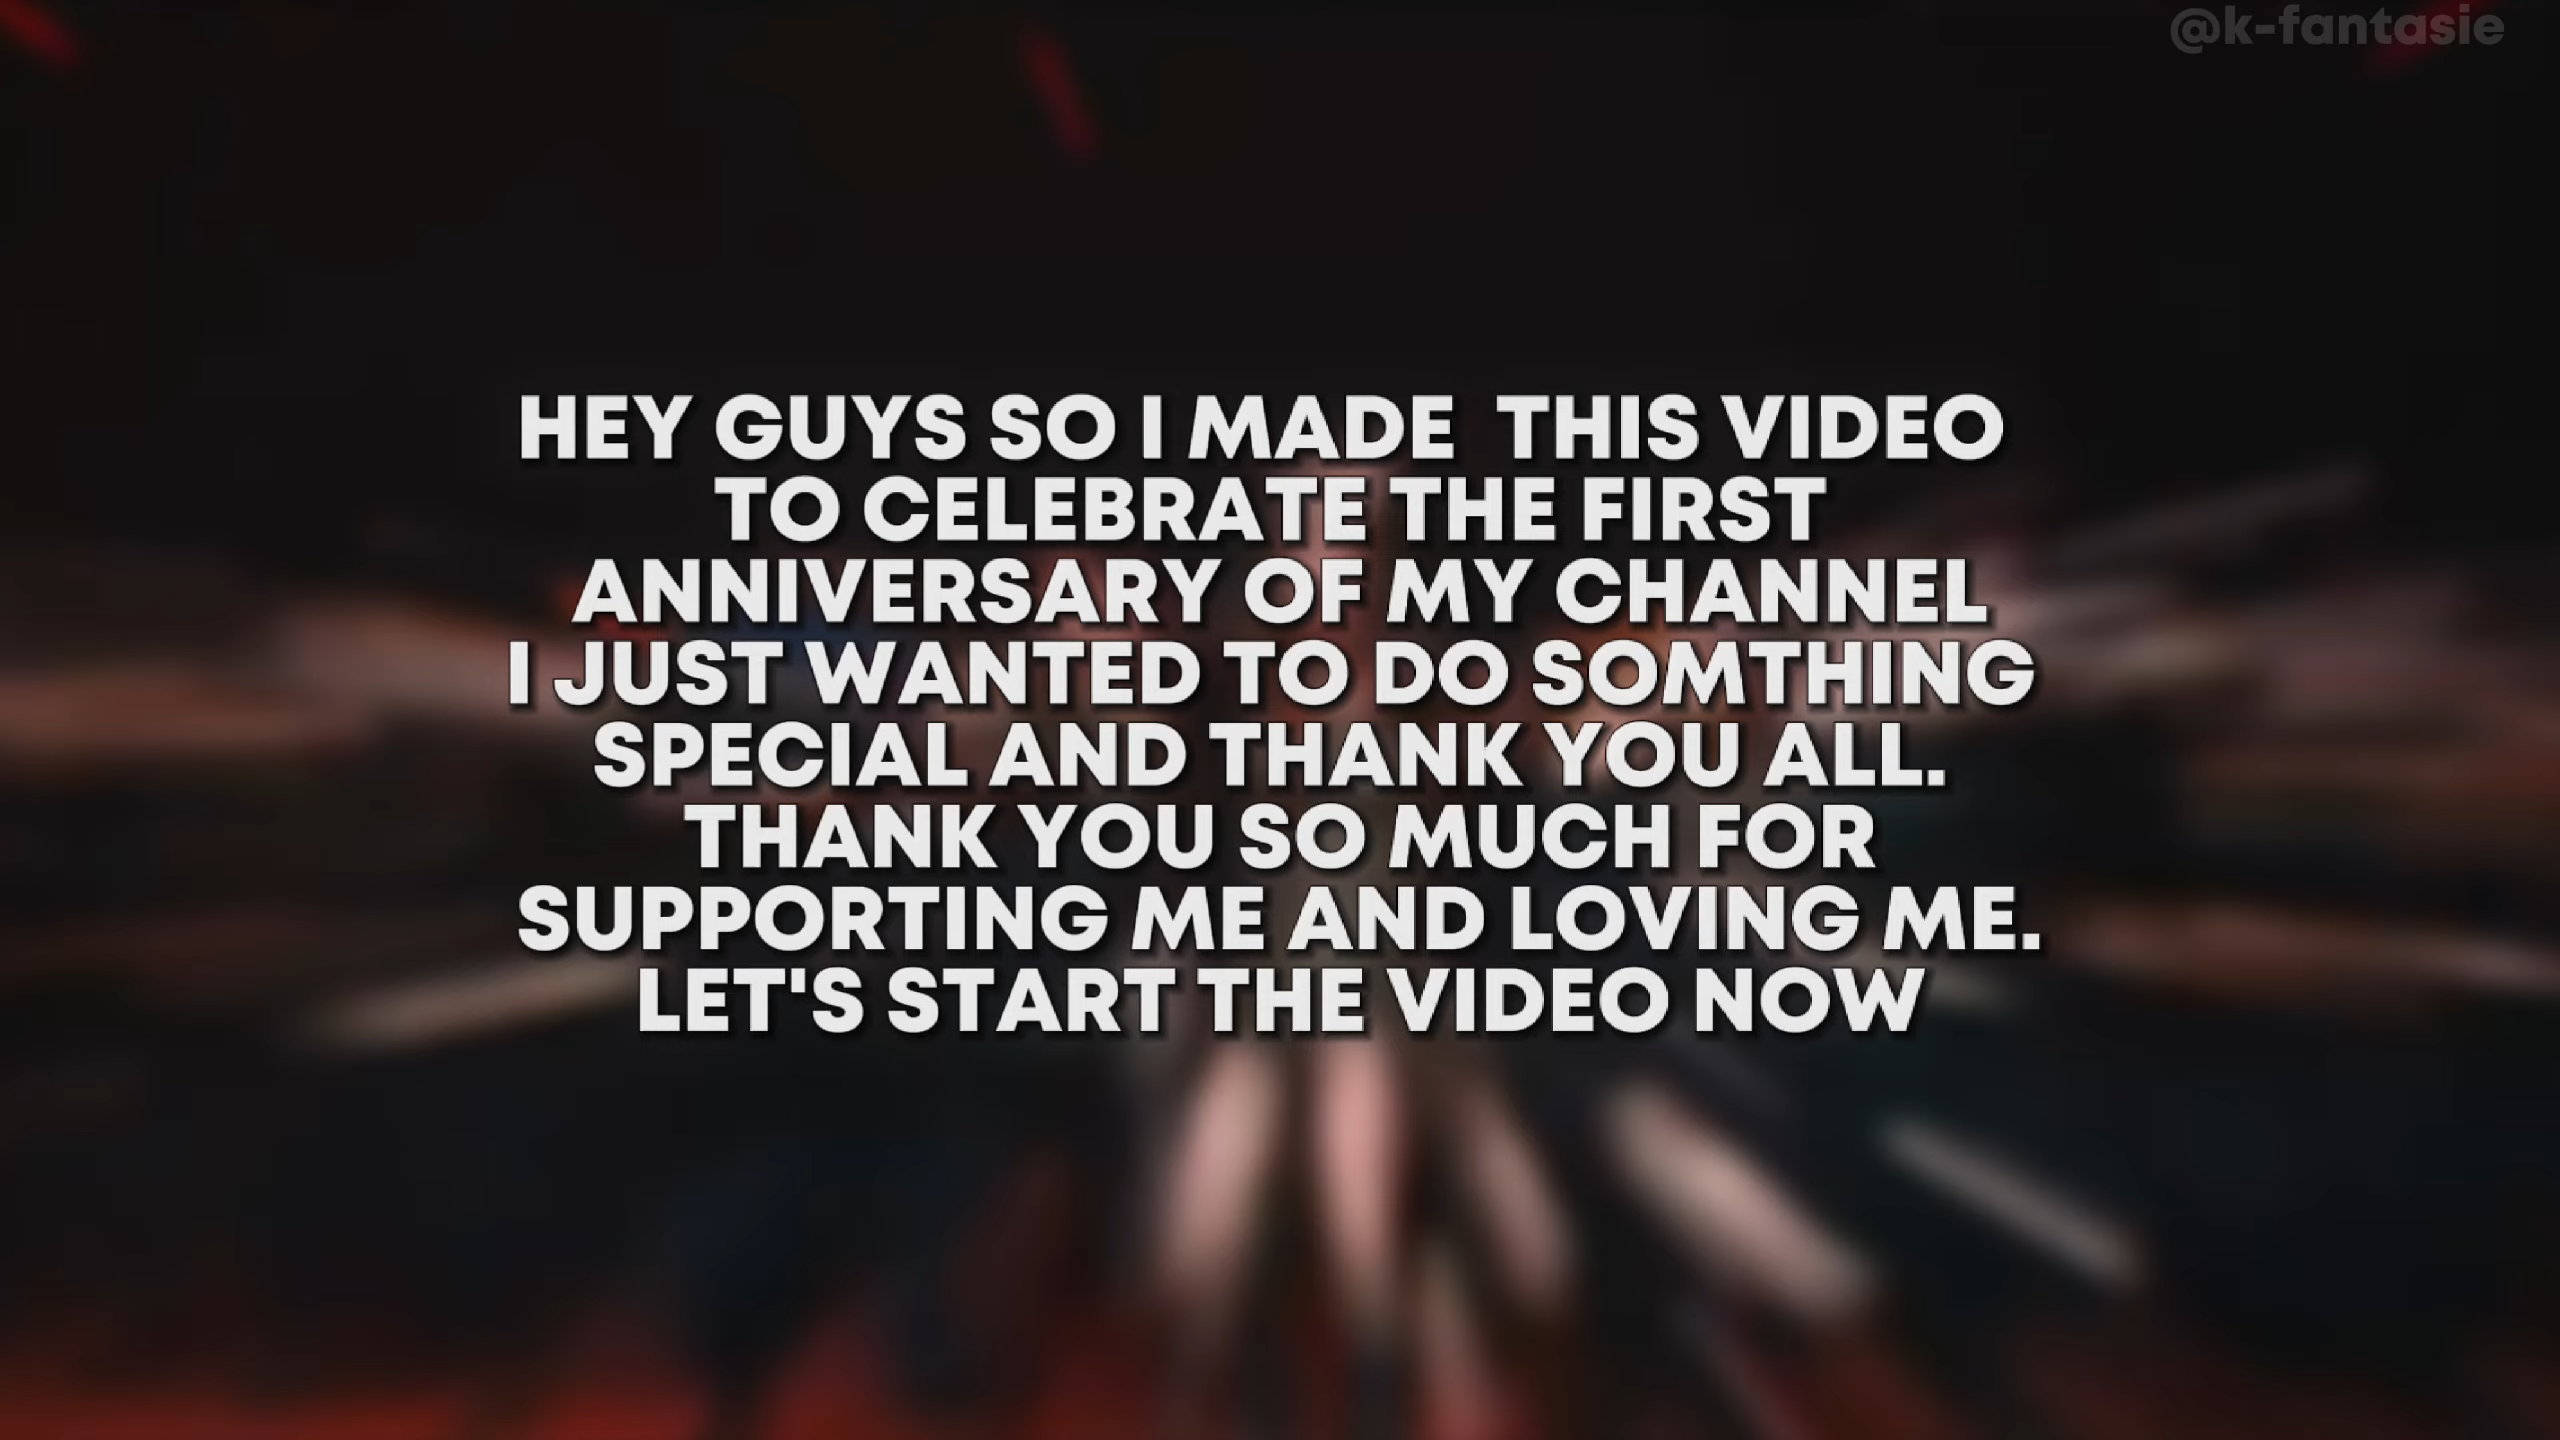 @k-fantasie
HEY GUYS SO I MADE  THIS VIDEO
TO CELEBRATE THE FIRST
ANNIVERSARY OF MY CHANNEL
I JUST WANTED TO DO SOMTHING
SPECIAL AND THANK YOU ALL.
THANK YOU SO MUCH FOR
SUPPORTING ME AND LOVING ME.
LET'S START THE VIDEO NOW